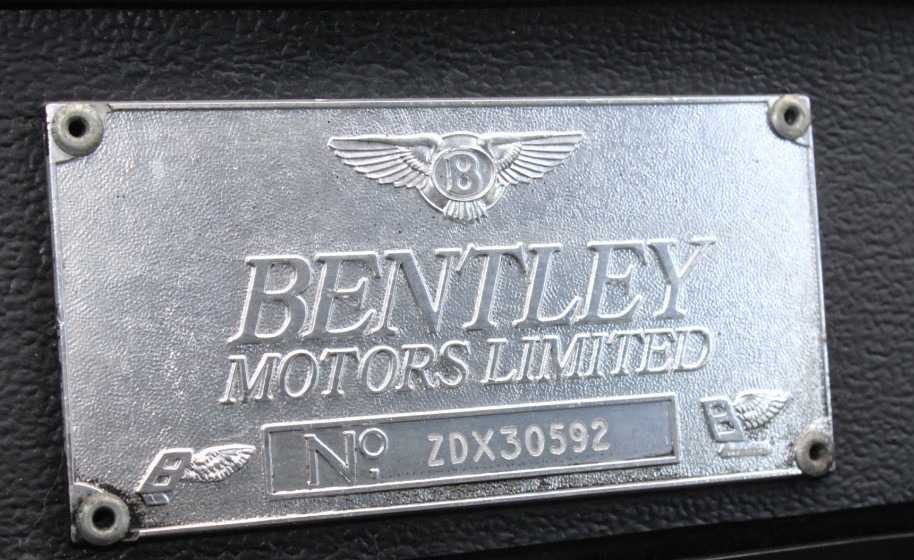 B
BENTLEY
MOTORS LIMITED
B Nº ZDX30592 B